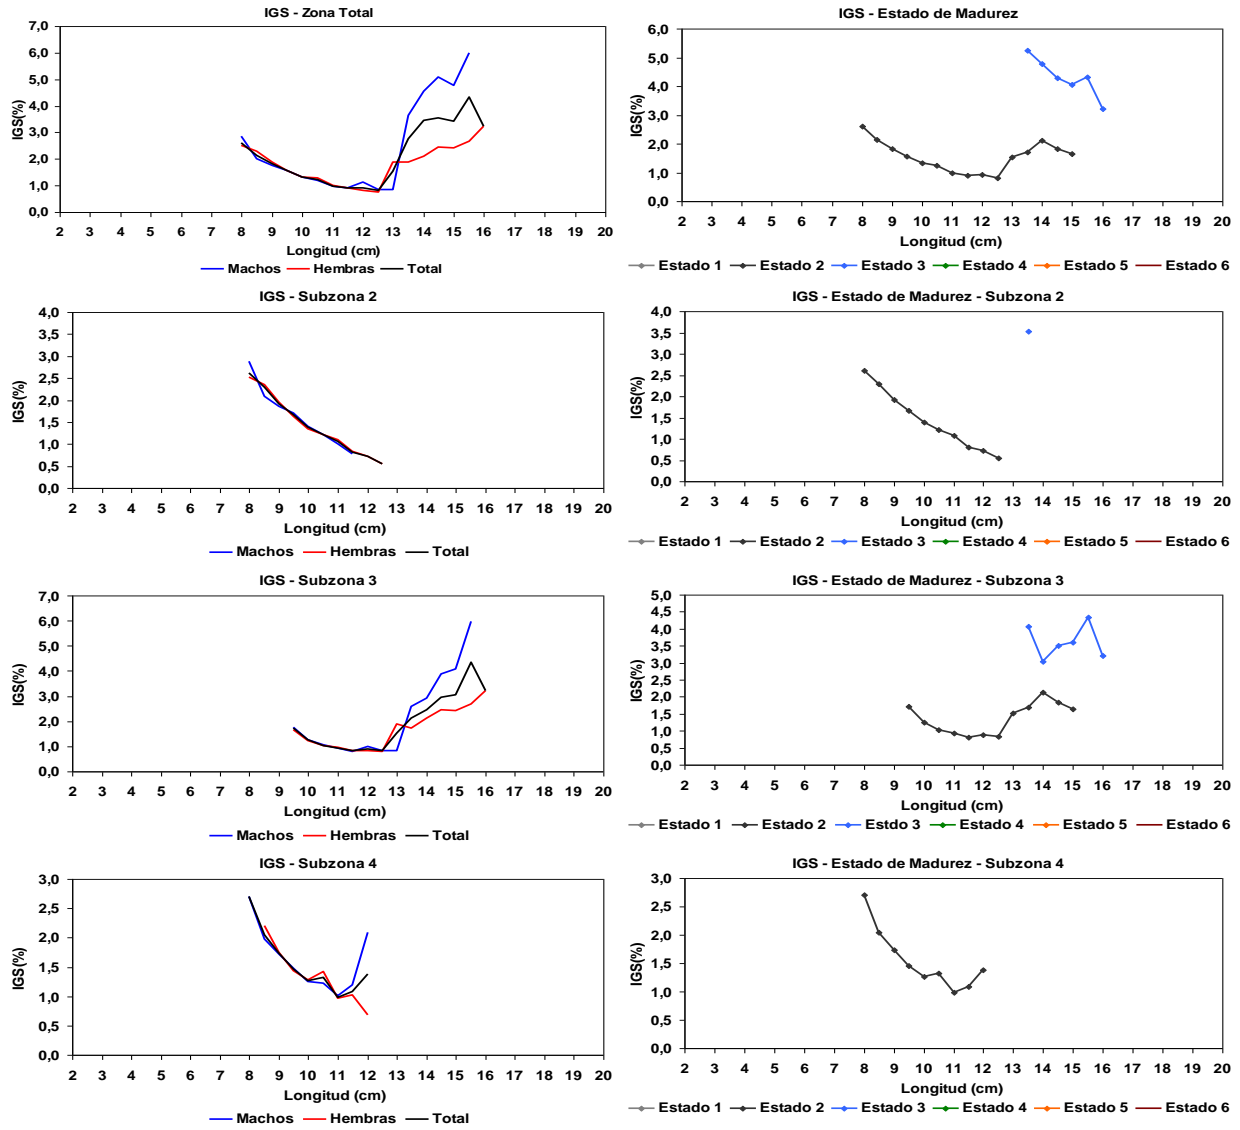 IGS - Zona Total
IGS(%)
7,0
6,0
5,0
4,0
3,0
2,0
1,0
0,0
2 3 4 5 6 7 8 9 10 11 12 13 14 15 16 17 18 19 20
Longitud (cm)
Machos Hembras Total
IGS - Estado de Madurez
IGS(%)
6,0
5,0
4,0
3,0
2,0
1,0
0,0
2 3 4 5 6 7 8 9 10 11 12 13 14 15 16 17 18 19 20
Longitud (cm)
Estado 1 Estado 2 Estado 3 Estado 4 Estado 5 Estado 6
IGS - Subzona 2
IGS(%)
4,0
3,5
3,0
2,5
2,0
1,5
1,0
0,5
0,0
2 3 4 5 6 7 8 9 10 11 12 13 14 15 16 17 18 19 20
Longitud (cm)
Machos Hembras Total
IGS - Estado de Madurez - Subzona 2
IGS(%)
4,0
3,5
3,0
2,5
2,0
1,5
1,0
0,5
0,0
2 3 4 5 6 7 8 9 10 11 12 13 14 15 16 17 18 19 20
Longitud (cm)
Estado 1 Estado 2 Estado 3 Estado 4 Estado 5 Estado 6
IGS - Subzona 3
IGS(%)
7,0
6,0
5,0
4,0
3,0
2,0
1,0
0,0
2 3 4 5 6 7 8 9 10 11 12 13 14 15 16 17 18 19 20
Longitud (cm)
Machos Hembras Total
IGS - Estado de Madurez - Subzona 3
IGS(%)
5,0
4,5
4,0
3,5
3,0
2,5
2,0
1,5
1,0
0,5
0,0
2 3 4 5 6 7 8 9 10 11 12 13 14 15 16 17 18 19 20
Longitud (cm)
Estado 1 Estado 2 Estdo 3 Estado 4 Estado 5 Estado 6
IGS - Subzona 4
IGS(%)
3,0
2,5
2,0
1,5
1,0
0,5
0,0
2 3 4 5 6 7 8 9 10 11 12 13 14 15 16 17 18 19 20
Longitud (cm)
Machos Hembras Total
IGS - Estado de Madurez - Subzona 4
IGS(%)
3,0
2,5
2,0
1,5
1,0
0,5
0,0
2 3 4 5 6 7 8 9 10 11 12 13 14 15 16 17 18 19 20
Longitud (cm)
Estado 1 Estado 2 Estado 3 Estado 4 Estado 5 Estado 6